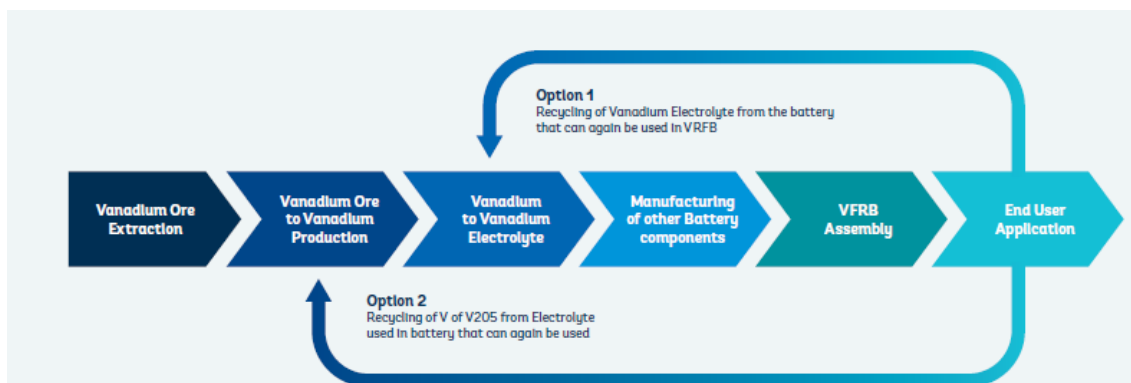 Option 1
Recycling of Vanadium Electrolyte from the battery
that can again be used in VRFB
Vanadium Ore
Extraction
Vanadium Ore
to Vanadium
Production
Vanadium
to Vanadium
Electrolyte
Manufacturing
of other Battery
components
VFRB
Assembly
End User
Application
Option 2
Recycling of V of V205 from Electrolyte
used in battery that can again be used